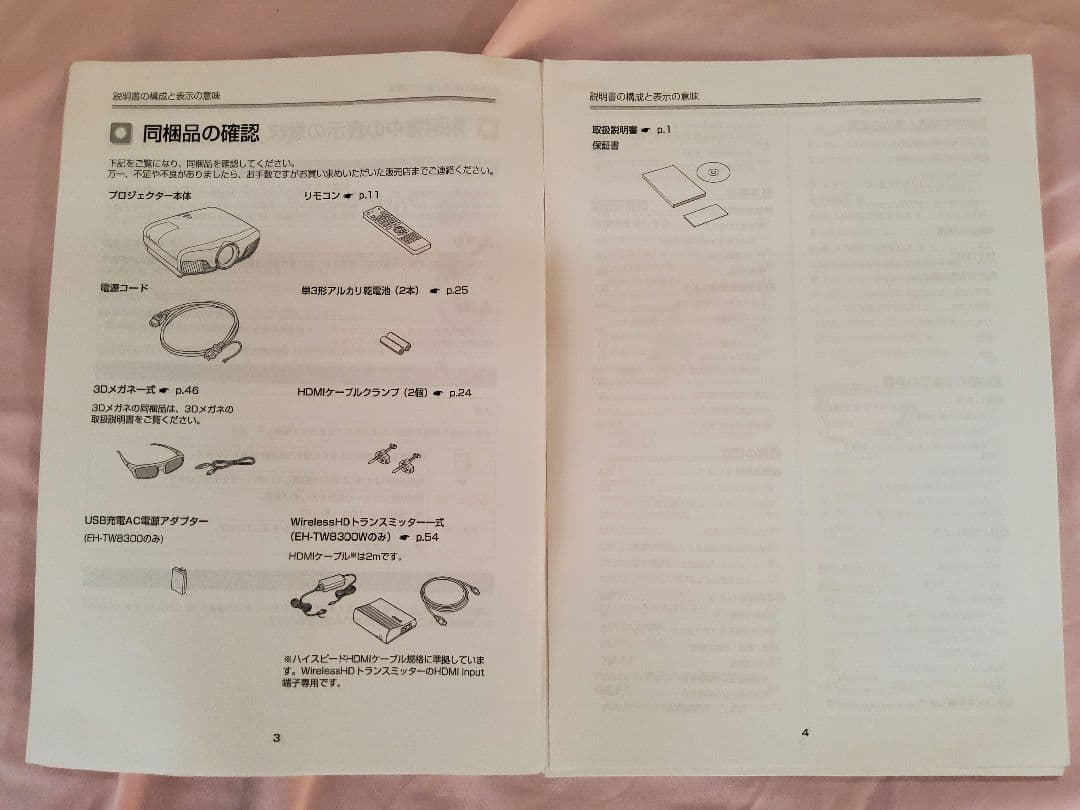 説明書の構成と表示の意味
同梱品の確認
下記をご覧になり、同梱品を確認してください。
万一、不足や不良がありましたら、お手数ですがお買い求めいただいた販売店までご連絡ください。
プロジェクター本体
リモコン ☛ p.11
電源コード
単3形アルカリ乾電池（2本） ☛ p.25
3Dメガネ一式 ☛ p.46
3Dメガネの同梱品は、3Dメガネの
取扱説明書をご覧ください。
HDMIケーブルクランプ（2個） ☛ p.24
USB充電AC電源アダプター
(EH-TW8300のみ)
WirelessHDトランスミッター一式
(EH-TW8300Wのみ) ☛ p.54
HDMIケーブル※は2mです。
※ハイスピードHDMIケーブル規格に準拠していま
す。WirelessHDトランスミッターのHDMI Input
端子専用です。
3
説明書の構成と表示の意味
取扱説明書 ☛ p.1
保証書
4